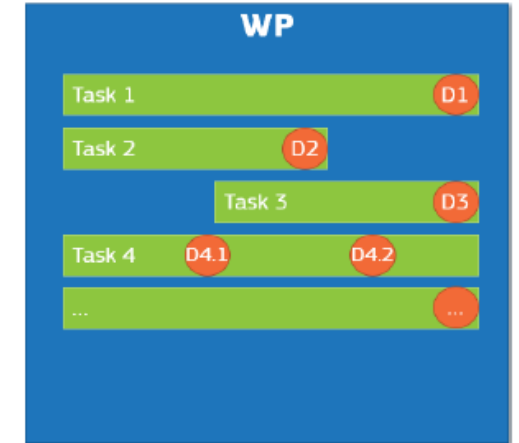 WP
Task 1 D1
Task 2 D2
Task 3 D3
Task 4 D4.1 D4.2
... ...